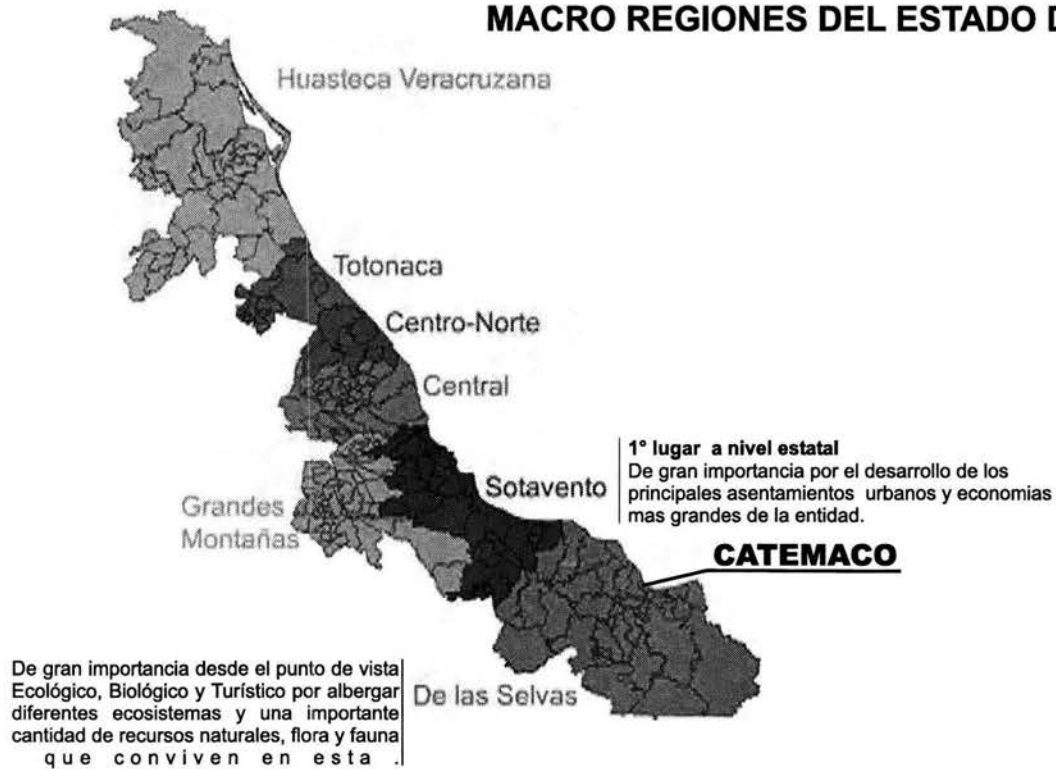 MACRO REGIONES DEL ESTADO D
Huasteca Veracruzana
Totonaca
Centro-Norte
Central
1° lugar a nivel estatal
De gran importancia por el desarrollo de los
principales asentamientos urbanos y economias
mas grandes de la entidad.
Sotavento
Grandes
Montañas
CATEMACO
De gran importancia desde el punto de vista
Ecológico, Biológico y Turístico por albergar
diferentes ecosistemas y una importante
cantidad de recursos naturales, flora y fauna
que conviven en esta .
De las Selvas